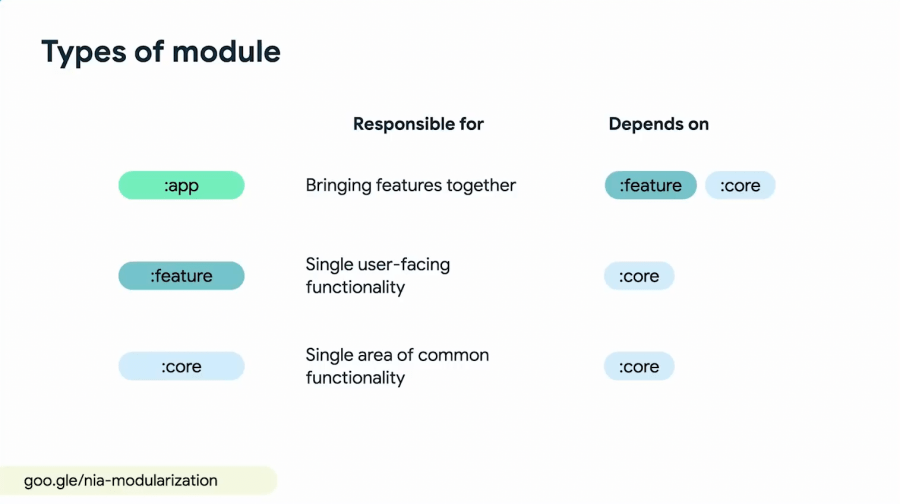 Types of module
Responsible for
Depends on
:app
Bringing features together
:feature
:core
:feature
Single user-facing
functionality
:core
:core
Single area of common
functionality
:core
goo.gle/nia-modularization